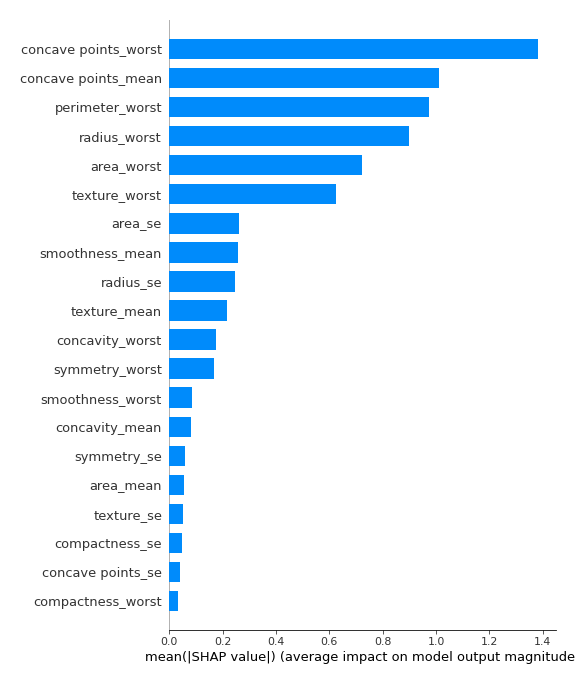 concave points_worst
concave points_mean
perimeter_worst
radius_worst
area_worst
texture_worst
area_se
smoothness_mean
radius_se
texture_mean
concavity_worst
symmetry_worst
smoothness_worst
concavity_mean
symmetry_se
area_mean
texture_se
compactness_se
concave points_se
compactness_worst
0.0 0.2 0.4 0.6 0.8 1.0 1.2 1.4
mean(|SHAP value|) (average impact on model output magnitude